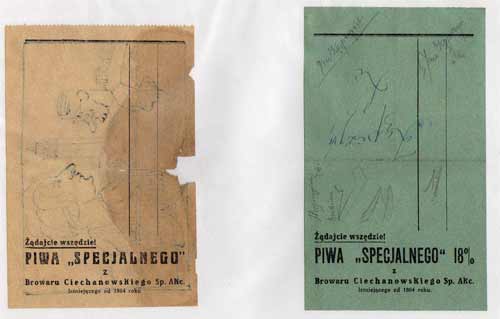 Żądajcie wszędzie!
PIWA „SPECJALNEGO"
z
Browaru Ciechanowskiego Sp. Akc.
Istniejącego od 1864 roku.
Żądajcie wszędzie!
PIWA „SPECJALNEGO" 18%
z
Browaru Ciechanowskiego Sp. Akc.
Istniejącego od 1864 roku.